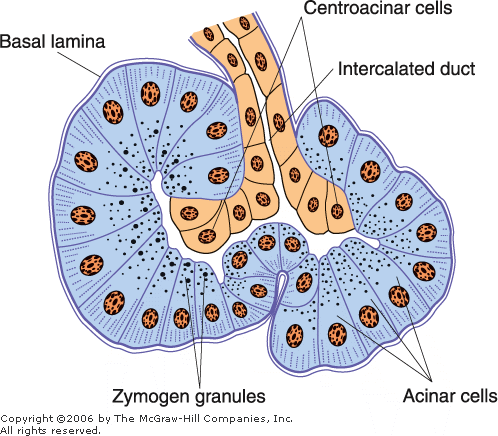 Centroacinar cells
Basal lamina
Intercalated duct
Zymogen granules
Acinar cells
Copyright ©2006 by The McGraw-Hill Companies, Inc.
All rights reserved.